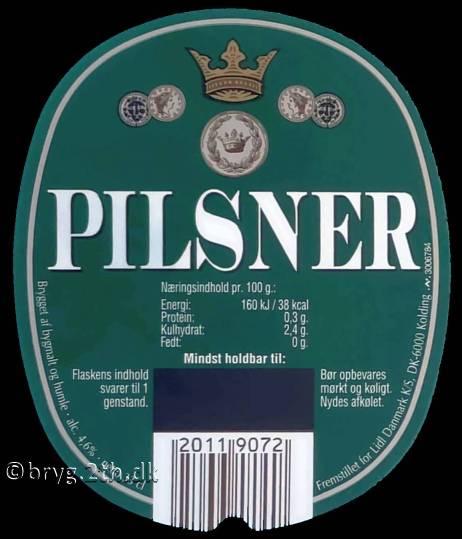 PILSNER
Næringsindhold pr. 100 g.:
Energi: 160 kJ / 38 kcal
Protein: 0,3 g.
Kulhydrat: 2,4 g.
Fedt: 0 g.
Mindst holdbar til:
Flaskens indhold
svarer til 1
genstand.
Bør opbevares
mørkt og køligt.
Nydes afkølet.
Brygget af bygmalt og humle - alc. 4,6%
Fremstillet for Lidl Danmark K/S, DK-6000 Kolding
3006784
2011 9072
©bryg.2th.dk